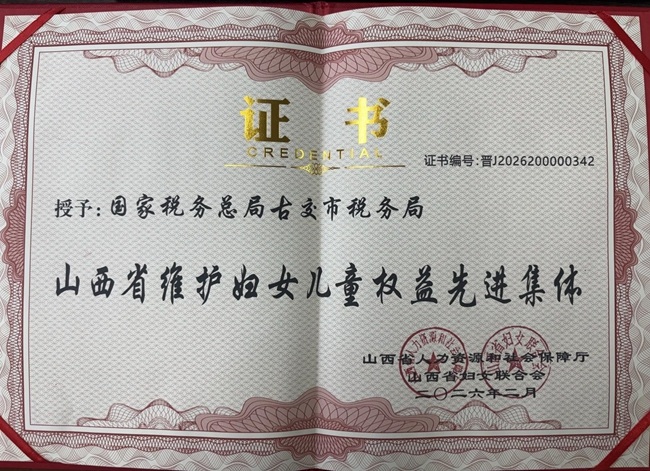 证书
CREDENTIAL
证书编号:晋J2026200000342
授予:国家税务总局古交市税务局
山西省维护妇女儿童权益先进集体
山西省人力资源和社会保障厅
山西省妇女联合会
二〇二六年二月